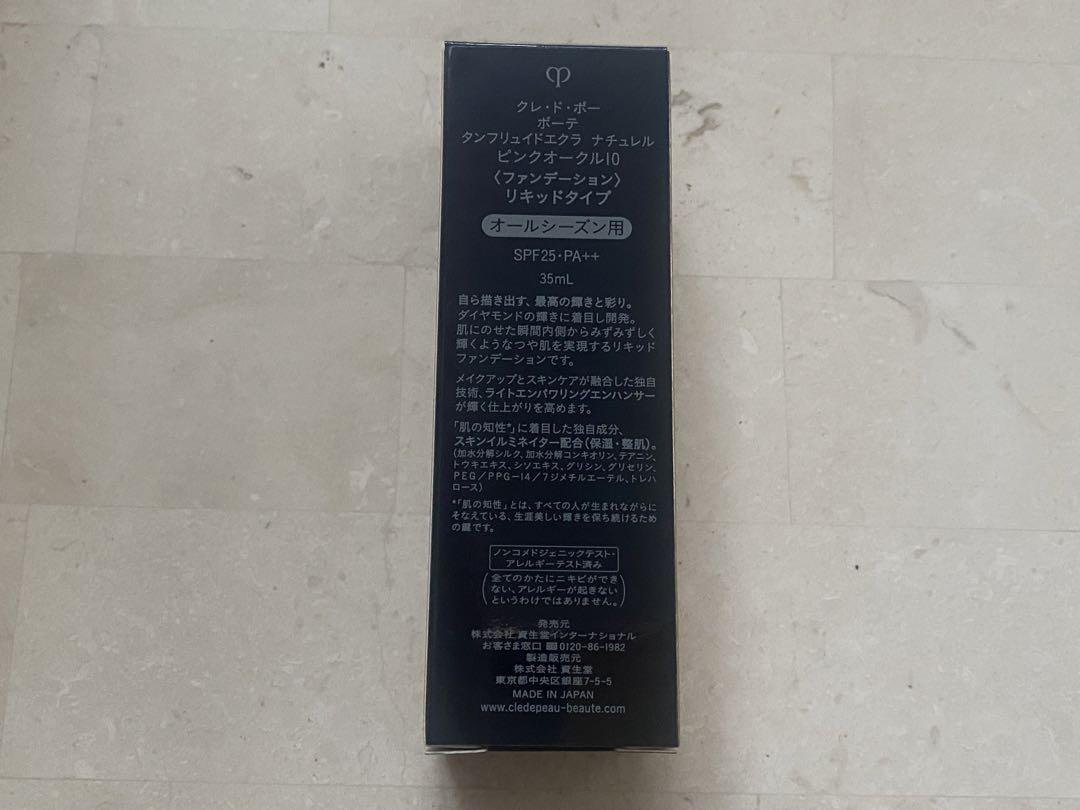 クレ・ド・ポー
ボーテ
タンフリュイドエクラ ナチュレル
ピンクオークル10
〈ファンデーション〉
リキッドタイプ
オールシーズン用
SPF25・PA++
35mL
自ら描き出す、最高の輝きと彩り。
ダイヤモンドの輝きに着目し開発。
肌にのせた瞬間内側からみずみずしく
輝くようなつや肌を実現するリキッド
ファンデーションです。
メイクアップとスキンケアが融合した独自
技術、ライトエンパワリングエンハンサー
が輝く仕上がりを高めます。
「肌の知性*」に着目した独自成分、
スキンイルミネイター配合(保湿・整肌)。
(加水分解シルク、加水分解コンキオリン、テアニン、
トウキエキス、シソエキス、グリシン、グリセリン、
PEG/PPG-14/7ジメチルエーテル、トレハ
ロース)
*「肌の知性」とは、すべての人が生まれながらに
そなえている、生涯美しい輝きを保ち続けるため
の鍵です。
ノンコメドジェニックテスト・
アレルギーテスト済み
(全てのかたにニキビができ
ない、アレルギーが起きない
というわけではありません。)
発売元
株式会社 資生堂インターナショナル
お客さま窓口 0120-86-1982
製造販売元
株式会社 資生堂
東京都中央区銀座7-5-5
MADE IN JAPAN
www.cledepeau-beaute.com